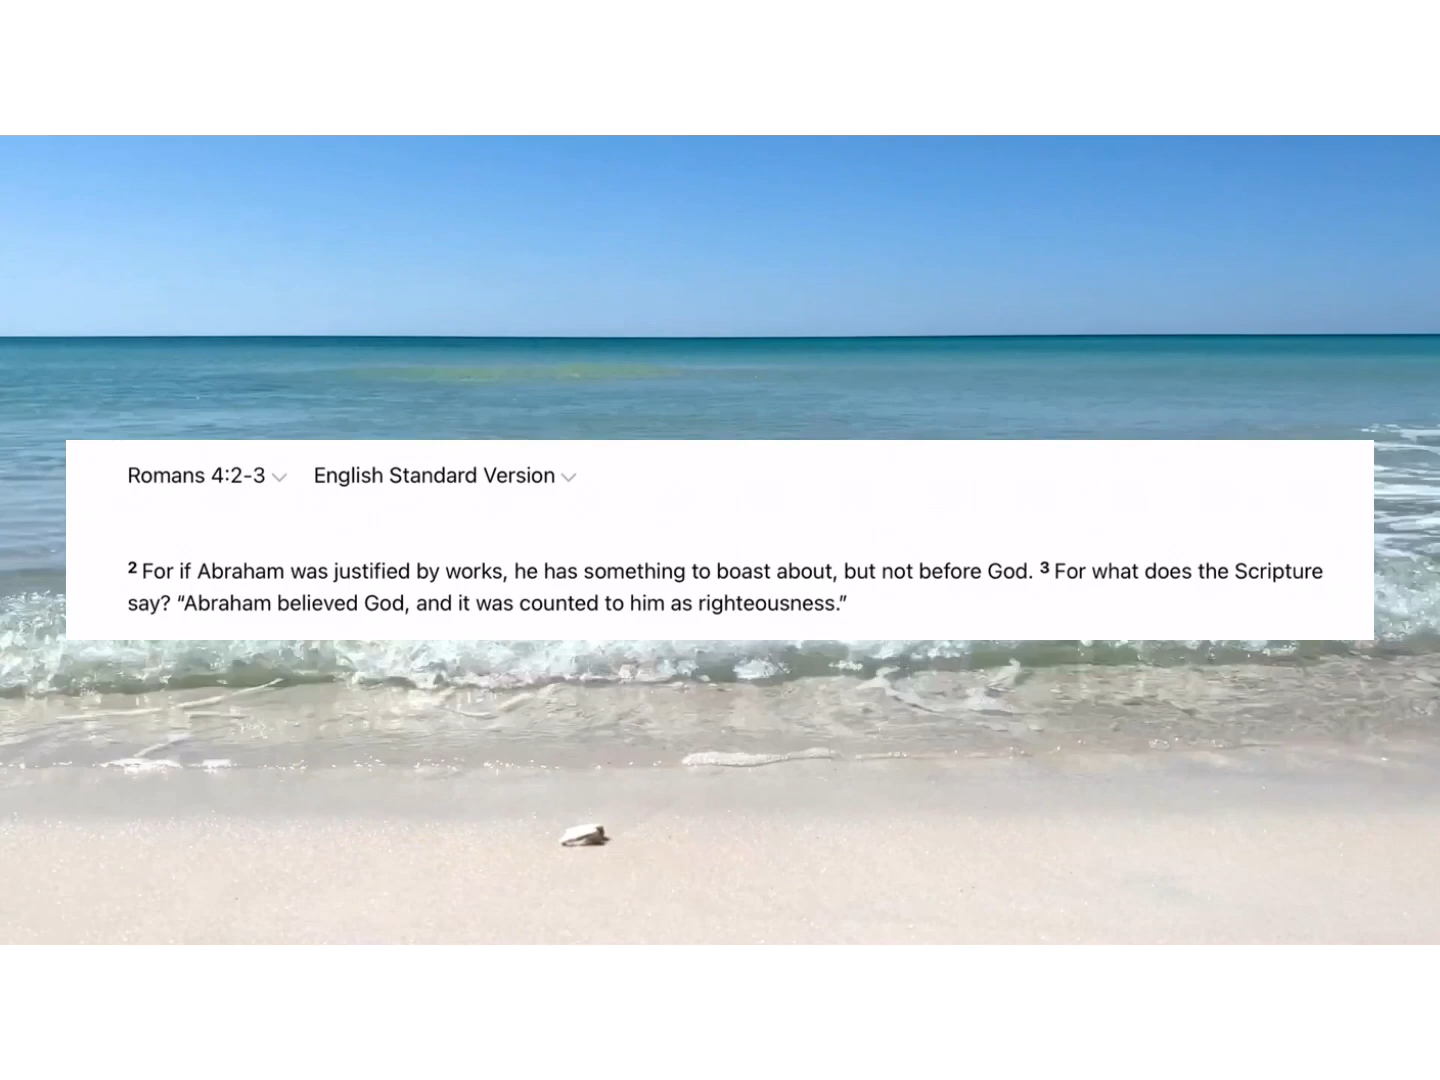 Romans 4:2-3 English Standard Version
2 For if Abraham was justified by works, he has something to boast about, but not before God. 3 For what does the Scripture
say? “Abraham believed God, and it was counted to him as righteousness.”